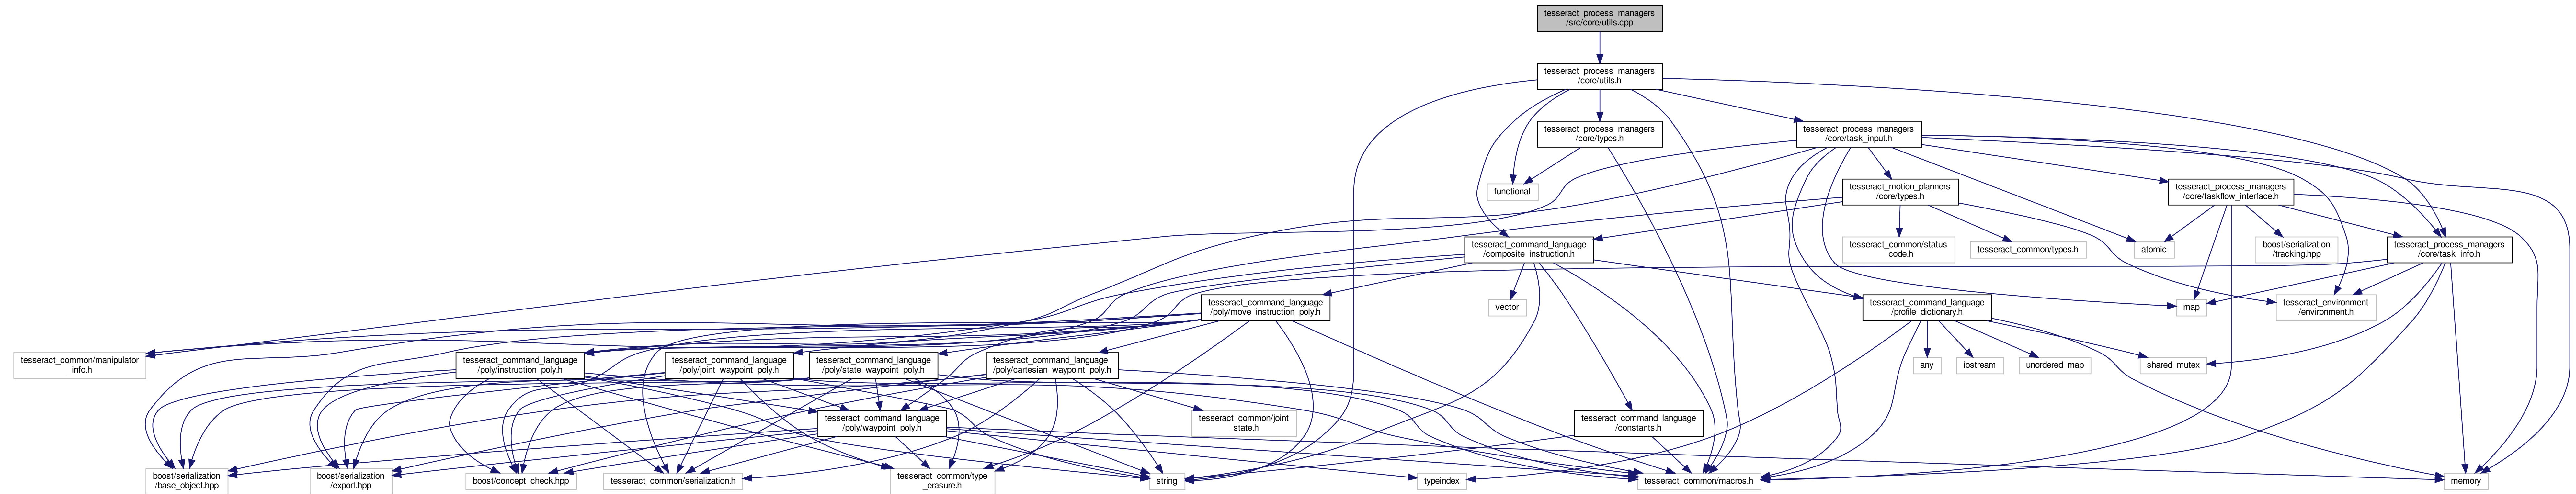 tesseract_process_managers
/src/core/utils.cpp
tesseract_process_managers
/core/utils.h
tesseract_process_managers
/core/types.h
tesseract_process_managers
/core/task_input.h
functional
tesseract_motion_planners
/core/types.h
tesseract_process_managers
/core/taskflow_interface.h
tesseract_command_language
/composite_instruction.h
tesseract_common/status
_code.h
tesseract_common/types.h
atomic
boost/serialization
/tracking.hpp
tesseract_process_managers
/core/task_info.h
tesseract_command_language
/poly/move_instruction_poly.h
vector
tesseract_command_language
/profile_dictionary.h
map
tesseract_environment
/environment.h
tesseract_common/manipulator
_info.h
tesseract_command_language
/poly/instruction_poly.h
tesseract_command_language
/poly/joint_waypoint_poly.h
tesseract_command_language
/poly/state_waypoint_poly.h
tesseract_command_language
/poly/cartesian_waypoint_poly.h
any
iostream
unordered_map
shared_mutex
tesseract_command_language
/poly/waypoint_poly.h
tesseract_common/joint
_state.h
tesseract_command_language
/constants.h
boost/serialization
/base_object.hpp
boost/serialization
/export.hpp
boost/concept_check.hpp
tesseract_common/serialization.h
tesseract_common/type
_erasure.h
string
typeindex
tesseract_common/macros.h
memory